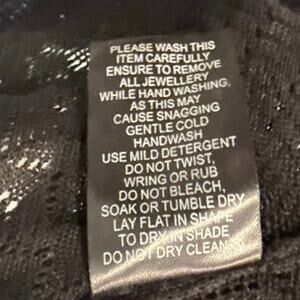 PLEASE WASH THIS
ITEM CAREFULLY
ENSURE TO REMOVE
ALL JEWELLERY
WHILE HAND WASHING,
AS THIS MAY
CAUSE SNAGGING
GENTLE COLD
HANDWASH
USE MILD DETERGENT
DO NOT TWIST,
WRING OR RUB
DO NOT BLEACH,
SOAK OR TUMBLE DRY
LAY FLAT IN SHAPE
TO DRY IN SHADE
DO NOT DRY CLEAN